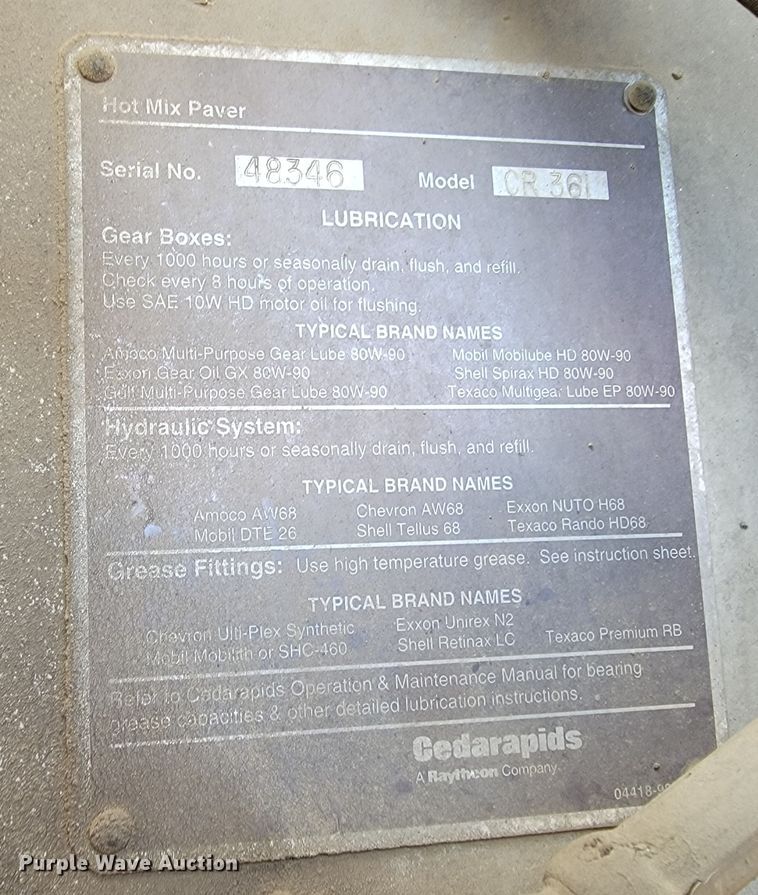 Hot Mix Paver
Serial No. 48346 Model CR 361
LUBRICATION
Gear Boxes:
Every 1000 hours or seasonally drain, flush, and refill.
Check every 8 hours of operation.
Use SAE 10W HD motor oil for flushing.
TYPICAL BRAND NAMES
Amoco Multi-Purpose Gear Lube 80W-90 Mobil Mobilube HD 80W-90
Exxon Gear Oil GX 80W-90 Shell Spirax HD 80W-90
Gulf Multi-Purpose Gear Lube 80W-90 Texaco Multigear Lube EP 80W-90
Hydraulic System:
Every 1000 hours or seasonally drain, flush, and refill.
TYPICAL BRAND NAMES
Amoco AW68 Chevron AW68 Exxon NUTO H68
Mobil DTE 26 Shell Tellus 68 Texaco Rando HD68
Grease Fittings: Use high temperature grease. See instruction sheet.
TYPICAL BRAND NAMES
Chevron Ulti-Plex Synthetic Exxon Unirex N2
Mobil Mobilith or SHC-460 Shell Retinax LC Texaco Premium RB
Refer to Cedarapids Operation & Maintenance Manual for bearing
grease capacities & other detailed lubrication instructions.
Cedarapids
A Raytheon Company
Purple Wave Auction